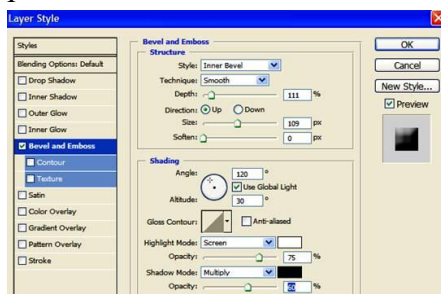 Layer Style
Styles
Blending Options: Default
Drop Shadow
Inner Shadow
Outer Glow
Inner Glow
Bevel and Emboss
Contour
Texture
Satin
Color Overlay
Gradient Overlay
Pattern Overlay
Stroke
Bevel and Emboss
Structure
Style: Inner Bevel
Technique: Smooth
Depth: 111 %
Direction: Up Down
Size: 109 px
Soften: 0 px
Shading
Angle: 120 °
Use Global Light
Altitude: 30 °
Gloss Contour: Anti-aliased
Highlight Mode: Screen
Opacity: 75 %
Shadow Mode: Multiply
Opacity: 60 %
OK
Cancel
New Style...
Preview